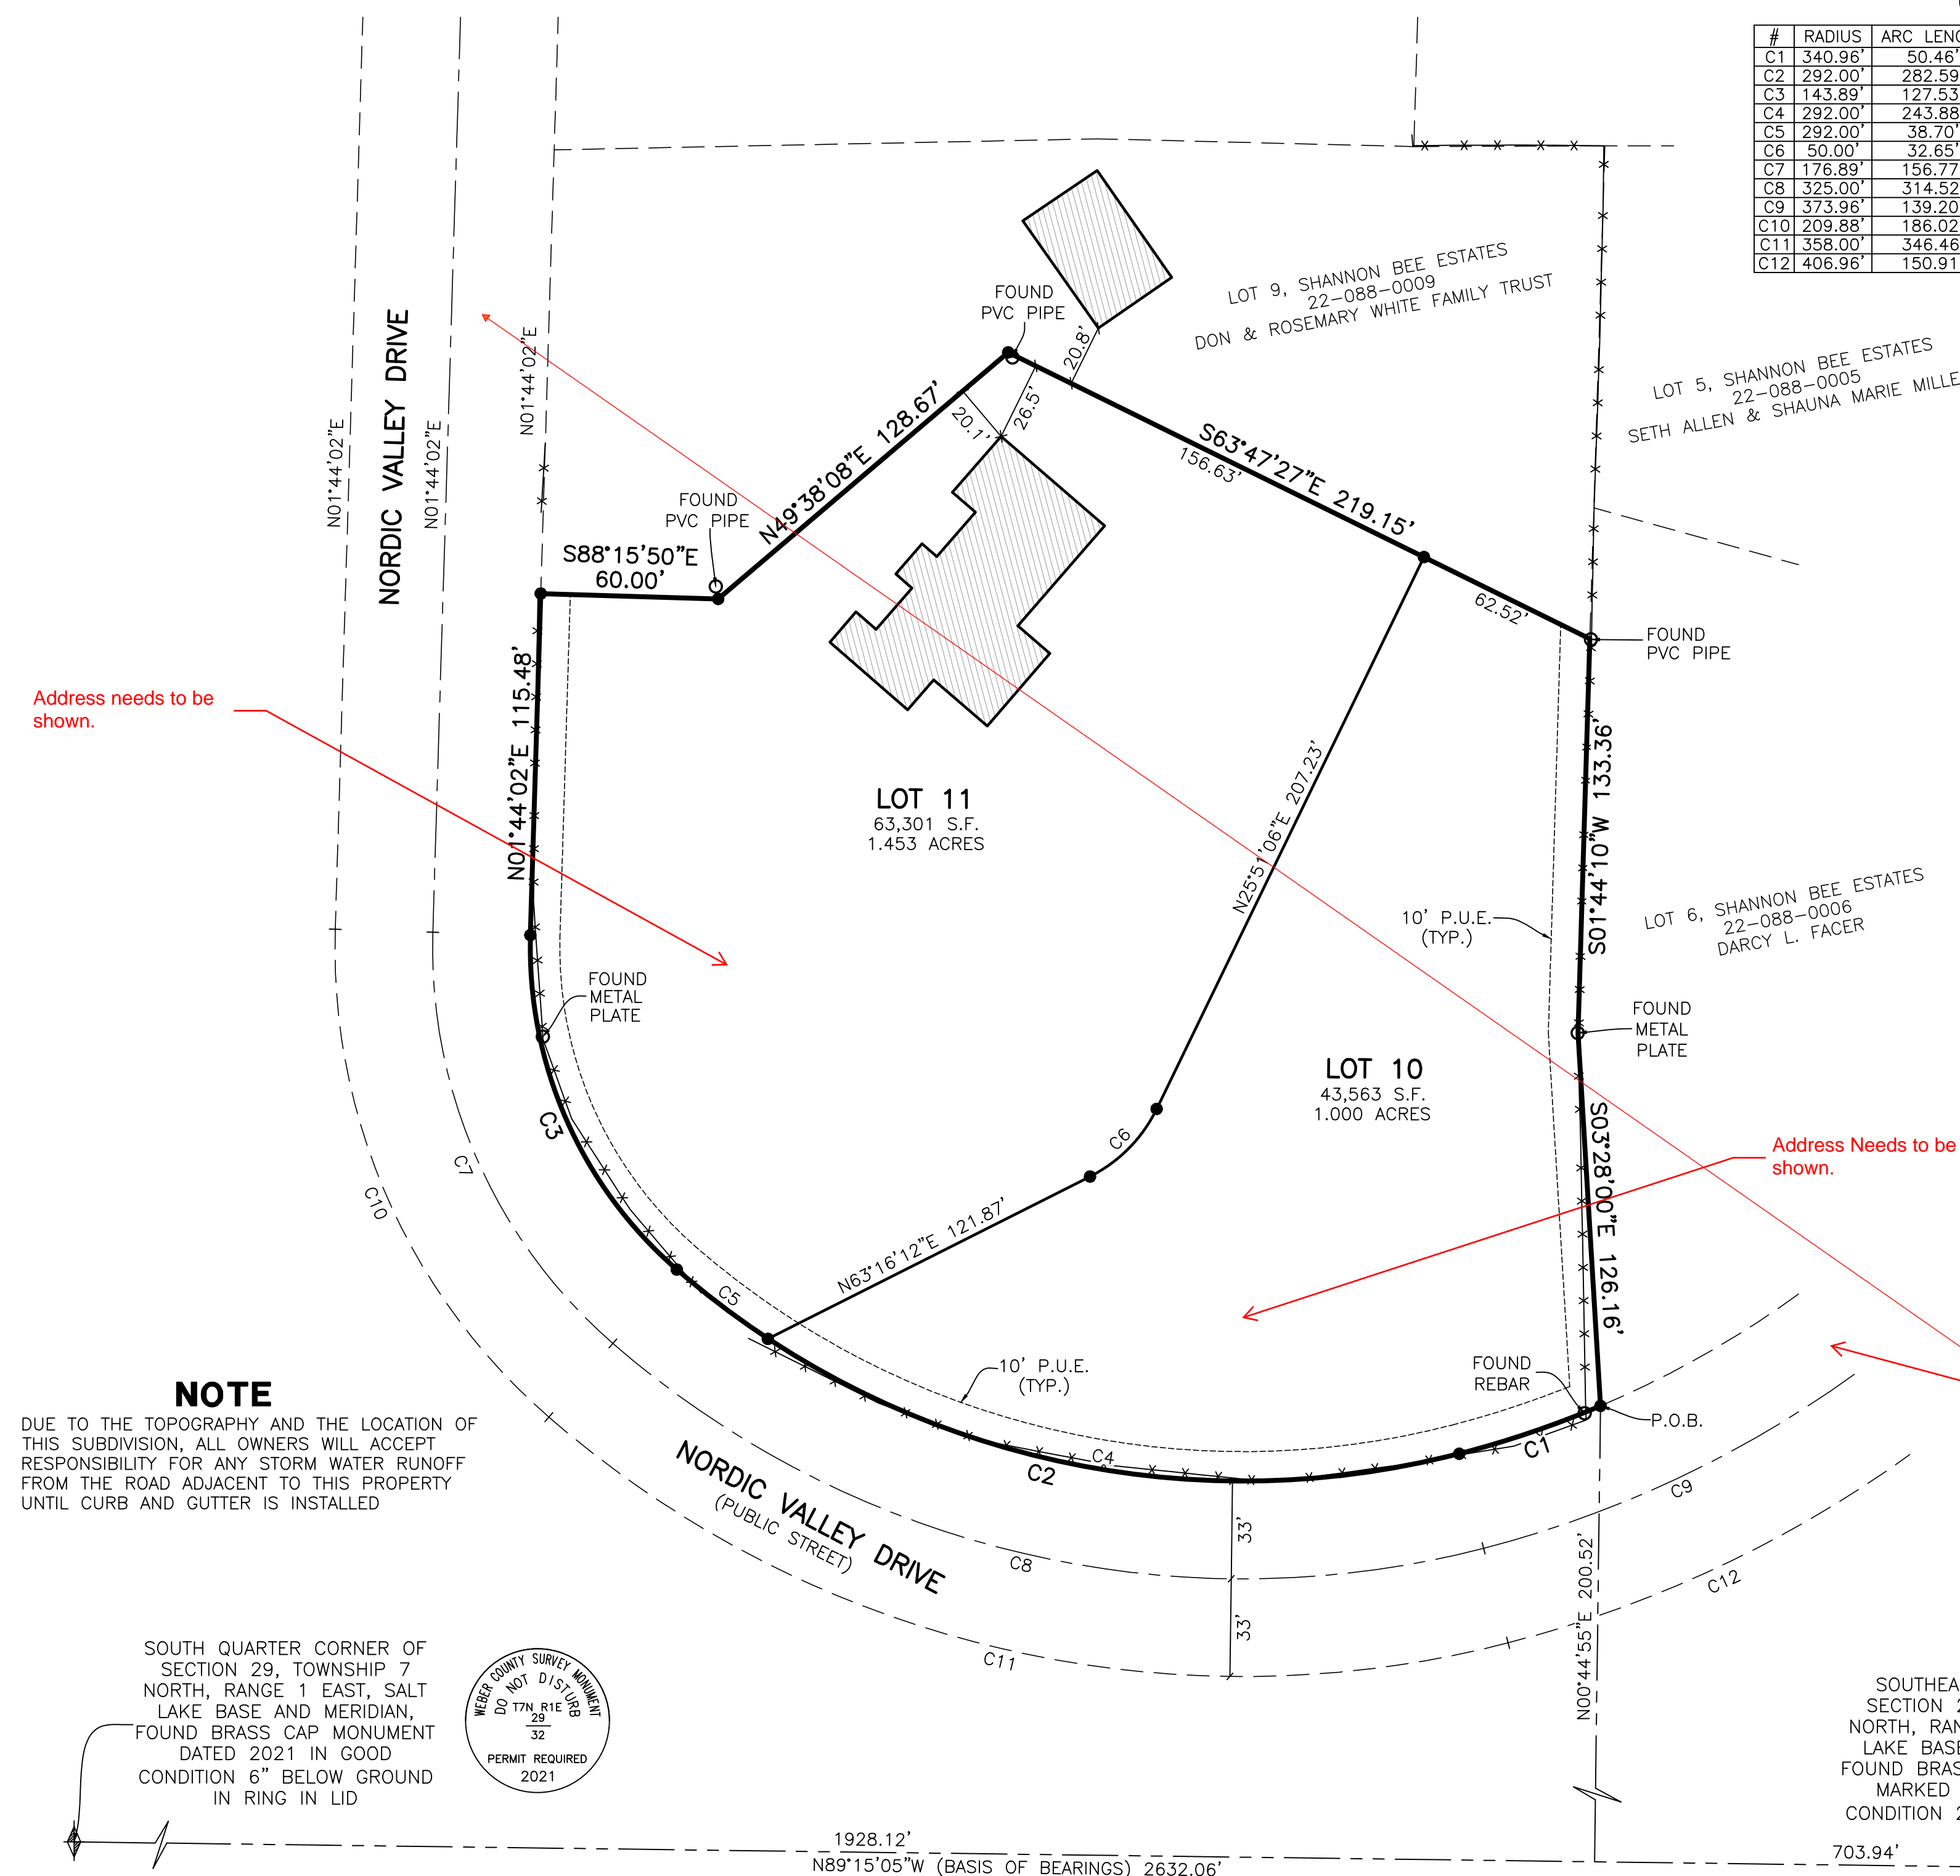 # RADIUS ARC LENG
C1 340.96' 50.46'
C2 292.00' 282.59
C3 143.89' 127.53
C4 292.00' 243.88
C5 292.00' 38.70'
C6 50.00' 32.65'
C7 176.89' 156.77
C8 325.00' 314.52
C9 373.96' 139.20
C10 209.88' 186.02
C11 358.00' 346.46
C12 406.96' 150.91
LOT 9, SHANNON BEE ESTATES
22-088-0009
DON & ROSEMARY WHITE FAMILY TRUST
FOUND
PVC PIPE
20.8'
26.5'
20.1'
NORDIC VALLEY DRIVE
N01°44'02"E
N01°44'02"E
N01°44'02"E
LOT 5, SHANNON BEE ESTATES
22-088-0005
SETH ALLEN & SHAUNA MARIE MILLE
N49°38'08"E 128.67'
S63°47'27"E 219.15'
156.63'
62.52'
FOUND
PVC PIPE
S88°15'50"E
60.00'
FOUND
PVC PIPE
N01°44'02"E 115.48'
Address needs to be
shown.
LOT 11
63,301 S.F.
1.453 ACRES
N25°51'06"E 207.23'
S01°44'10"W 133.36'
10' P.U.E.
(TYP.)
LOT 6, SHANNON BEE ESTATES
22-088-0006
DARCY L. FACER
FOUND
METAL
PLATE
FOUND
METAL
PLATE
LOT 10
43,563 S.F.
1.000 ACRES
S03°28'00"E 126.16'
Address Needs to be
shown.
C3
C7
C10
C6
N63°16'12"E 121.87'
C5
10' P.U.E.
(TYP.)
FOUND
REBAR
P.O.B.
C4
C2
C1
C9
C12
C8
C11
33'
33'
NORDIC VALLEY DRIVE
(PUBLIC STREET)
N00°44'55"E 200.52'
NOTE
DUE TO THE TOPOGRAPHY AND THE LOCATION OF
THIS SUBDIVISION, ALL OWNERS WILL ACCEPT
RESPONSIBILITY FOR ANY STORM WATER RUNOFF
FROM THE ROAD ADJACENT TO THIS PROPERTY
UNTIL CURB AND GUTTER IS INSTALLED
SOUTH QUARTER CORNER OF
SECTION 29, TOWNSHIP 7
NORTH, RANGE 1 EAST, SALT
LAKE BASE AND MERIDIAN,
FOUND BRASS CAP MONUMENT
DATED 2021 IN GOOD
CONDITION 6" BELOW GROUND
IN RING IN LID
WEBER COUNTY SURVEY MONUMENT
DO NOT DISTURB
T7N R1E
29
32
PERMIT REQUIRED
2021
SOUTHEA
SECTION 2
NORTH, RAN
LAKE BASE
FOUND BRAS
MARKED
CONDITION 2
1928.12'
703.94'
N89°15'05"W (BASIS OF BEARINGS) 2632.06'